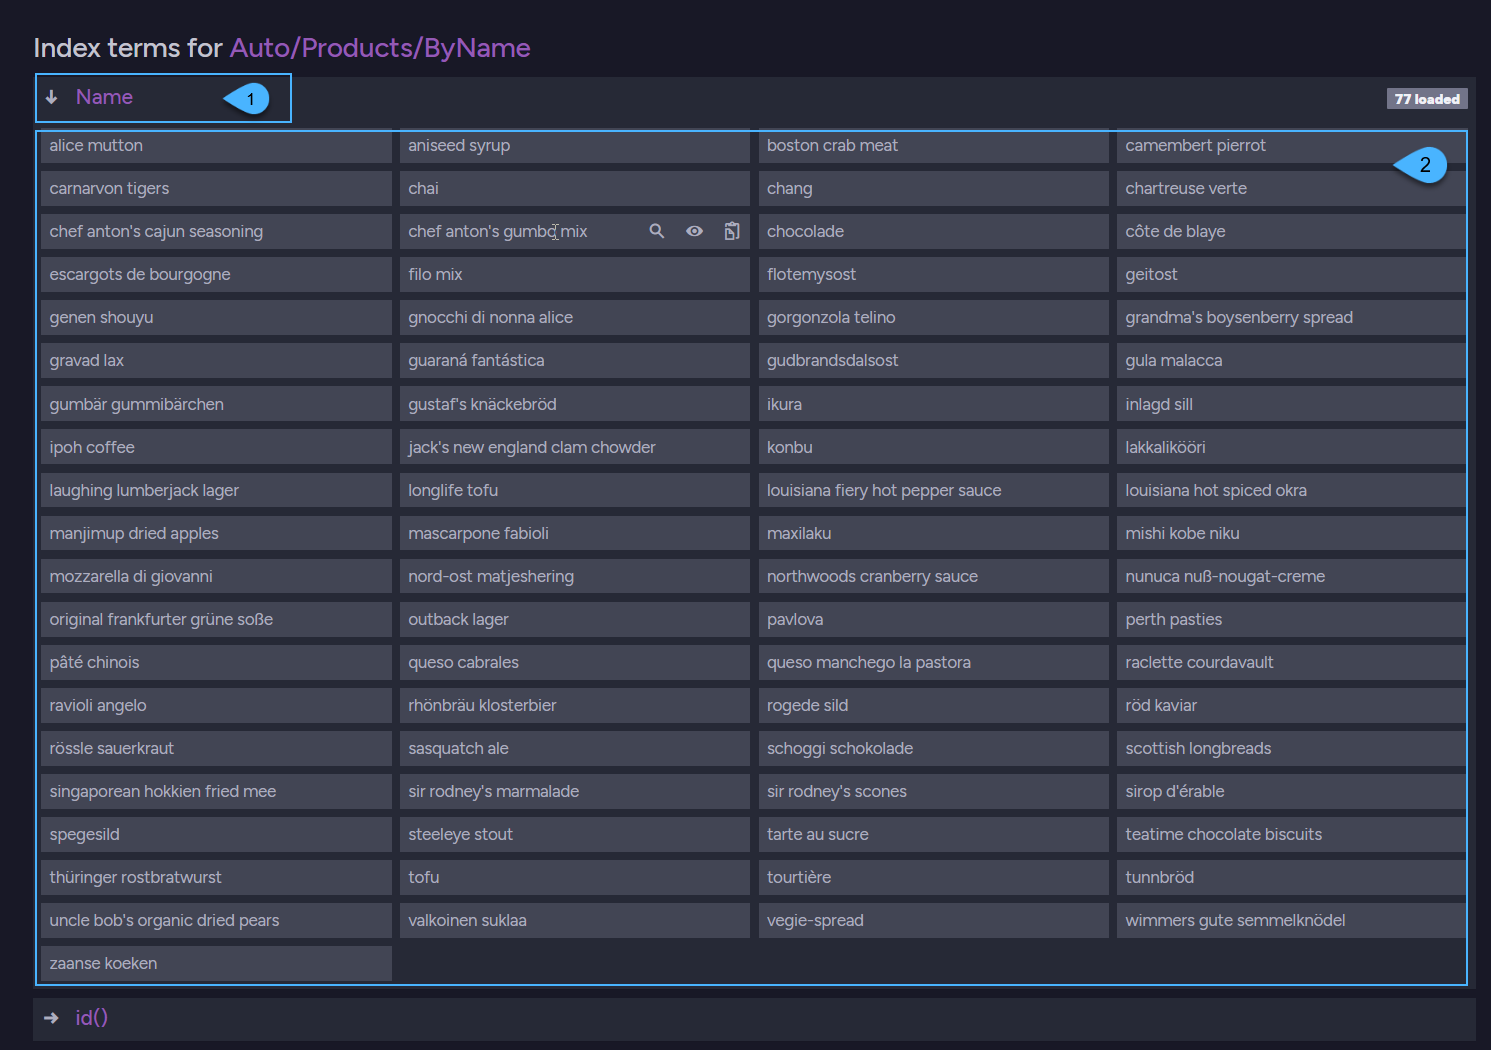 Index terms for Auto/Products/ByName
Name 1 77 loaded
alice mutton aniseed syrup boston crab meat camembert pierrot 2
carnarvon tigers chai chang chartreuse verte
chef anton's cajun seasoning chef anton's gumbo mix chocolade côte de blaye
escargots de bourgogne filo mix flotemysost geitost
genen shouyu gnocchi di nonna alice gorgonzola telino grandma's boysenberry spread
gravad lax guaraná fantástica gudbrandsdalsost gula malacca
gumbär gummibärchen gustaf's knäckebröd ikura inlagd sill
ipoh coffee jack's new england clam chowder konbu lakkalikööri
laughing lumberjack lager longlife tofu louisiana fiery hot pepper sauce louisiana hot spiced okra
manjimup dried apples mascarpone fabioli maxilaku mishi kobe niku
mozzarella di giovanni nord-ost matjeshering northwoods cranberry sauce nunuca nuß-nougat-creme
original frankfurter grüne soße outback lager pavlova perth pasties
pâté chinois queso cabrales queso manchego la pastora raclette courdavault
ravioli angelo rhönbräu klosterbier rogede sild röd kaviar
rössle sauerkraut sasquatch ale schoggi schokolade scottish longbreads
singaporean hokkien fried mee sir rodney's marmalade sir rodney's scones sirop d'érable
spegesild steeleye stout tarte au sucre teatime chocolate biscuits
thüringer rostbratwurst tofu tourtière tunnbröd
uncle bob's organic dried pears valkoinen suklaa vegie-spread wimmers gute semmelknödel
zaanse koeken
id()